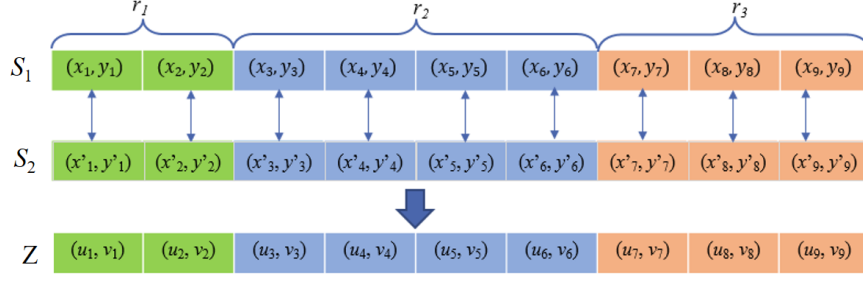 r₁ r₂ r₃
S₁ (x₁, y₁) (x₂, y₂) (x₃, y₃) (x₄, y₄) (x₅, y₅) (x₆, y₆) (x₇, y₇) (x₈, y₈) (x₉, y₉)
S₂ (x'₁, y'₁) (x'₂, y'₂) (x'₃, y'₃) (x'₄, y'₄) (x'₅, y'₅) (x'₆, y'₆) (x'₇, y'₇) (x'₈, y'₈) (x'₉, y'₉)
Z (u₁, v₁) (u₂, v₂) (u₃, v₃) (u₄, v₄) (u₅, v₅) (u₆, v₆) (u₇, v₇) (u₈, v₈) (u₉, v₉)